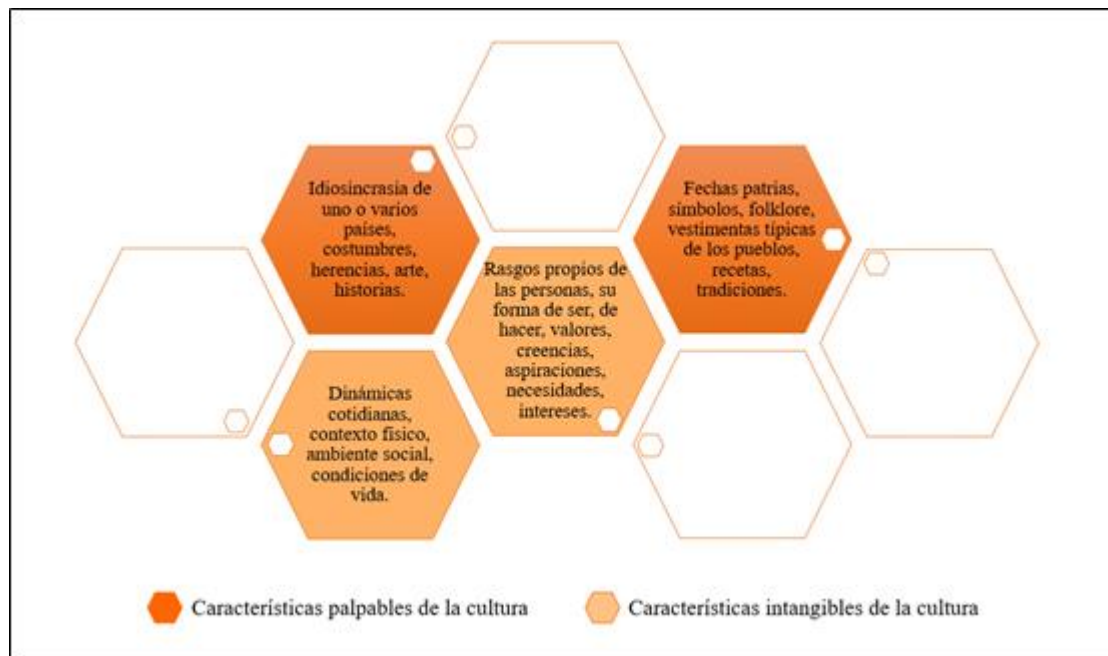 Idiosincrasia de
uno o varios
países,
costumbres,
herencias, arte,
historias.
Fechas patrias,
símbolos, folklore,
vestimentas típicas
de los pueblos,
recetas,
tradiciones.
Rasgos propios de
las personas, su
forma de ser, de
hacer, valores,
creencias,
aspiraciones,
necesidades,
intereses.
Dinámicas
cotidianas,
contexto físico,
ambiente social,
condiciones de
vida.
Características palpables de la cultura
Características intangibles de la cultura